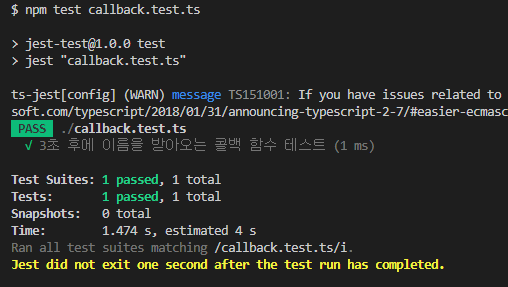 $ npm test callback.test.ts
> jest-test@1.0.0 test
> jest "callback.test.ts"
ts-jest[config] (WARN) message TS151001: If you have issues related to
soft.com/typescript/2018/01/31/announcing-typescript-2-7/#easier-ecmasc
PASS ./callback.test.ts
√ 3초 후에 이름을 받아오는 콜백 함수 테스트 (1 ms)
Test Suites: 1 passed, 1 total
Tests: 1 passed, 1 total
Snapshots: 0 total
Time: 1.474 s, estimated 4 s
Ran all test suites matching /callback.test.ts/i.
Jest did not exit one second after the test run has completed.